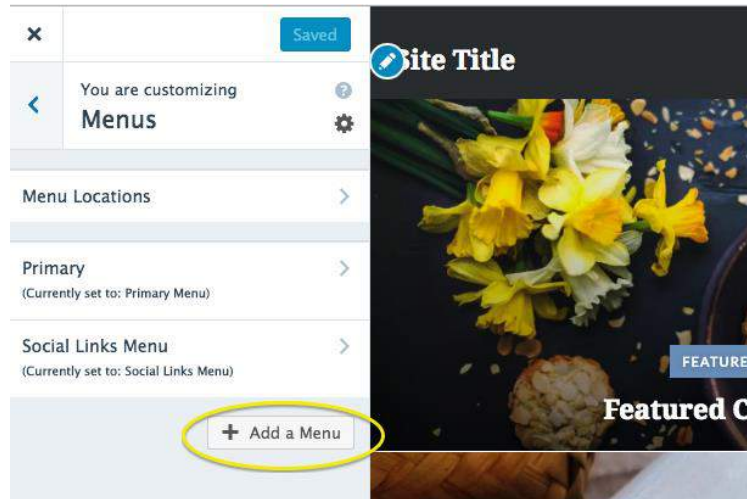 Saved
You are customizing
Menus
Menu Locations
Primary
(Currently set to: Primary Menu)
Social Links Menu
(Currently set to: Social Links Menu)
+ Add a Menu
Site Title
FEATURE
Featured C